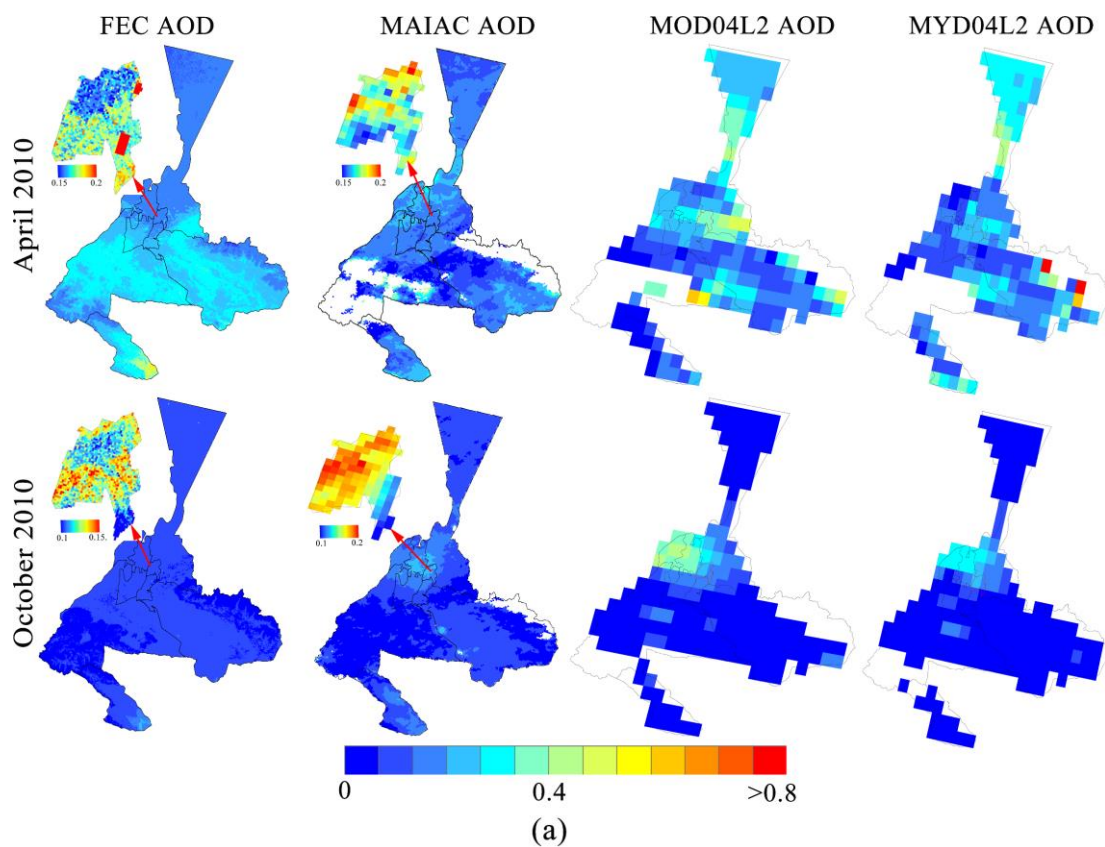 FEC AOD MAIAC AOD MOD04L2 AOD MYD04L2 AOD
April 2010
0.15 0.2
0.15 0.2
October 2010
0.1 0.15.
0.1 0.2
0 0.4 >0.8
(a)